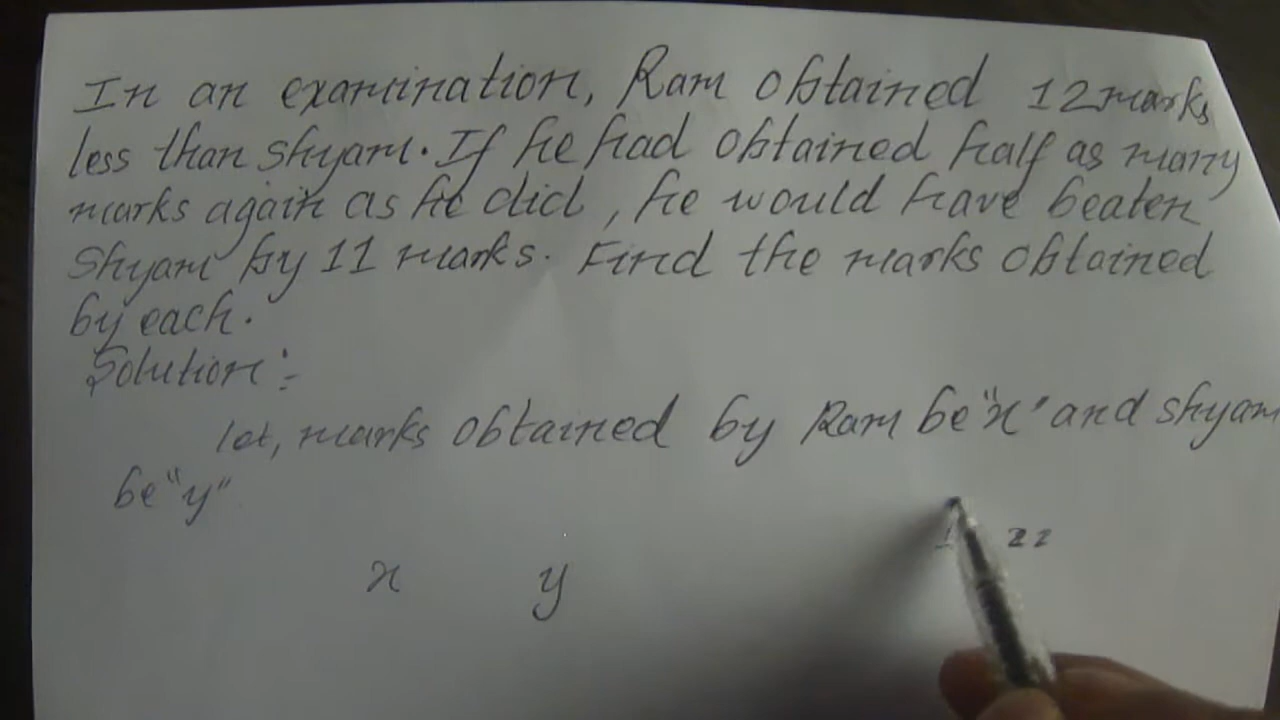 In an examination, Ram obtained 12 marks
less than Shyam. If he had obtained half as many
marks again as he did, he would have beaten
Shyam by 11 marks. Find the marks obtained
by each.
Solution :-
let, marks obtained by Ram be "x" and shyam
be "y"
22
x y